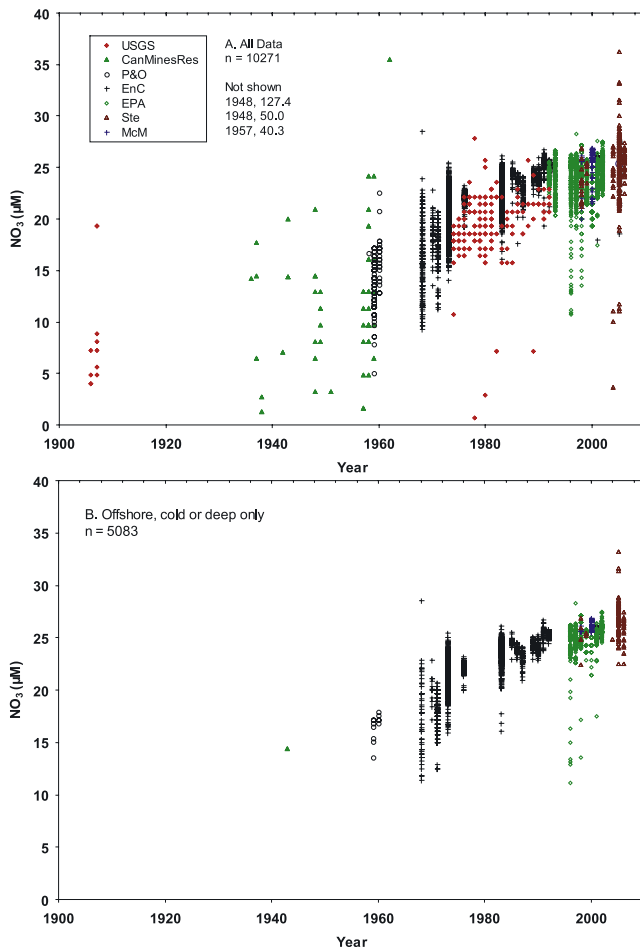 40
35
30
25
20
15
10
5
0
NO3 (µM)
USGS
CanMinesRes
P&O
EnC
EPA
Ste
McM
A. All Data
n = 10271
Not shown
1948, 127.4
1948, 50.0
1957, 40.3
1900 1920 1940 1960 1980 2000
Year
40
35
30
25
20
15
10
5
0
NO3 (µM)
B. Offshore, cold or deep only
n = 5083
1900 1920 1940 1960 1980 2000
Year